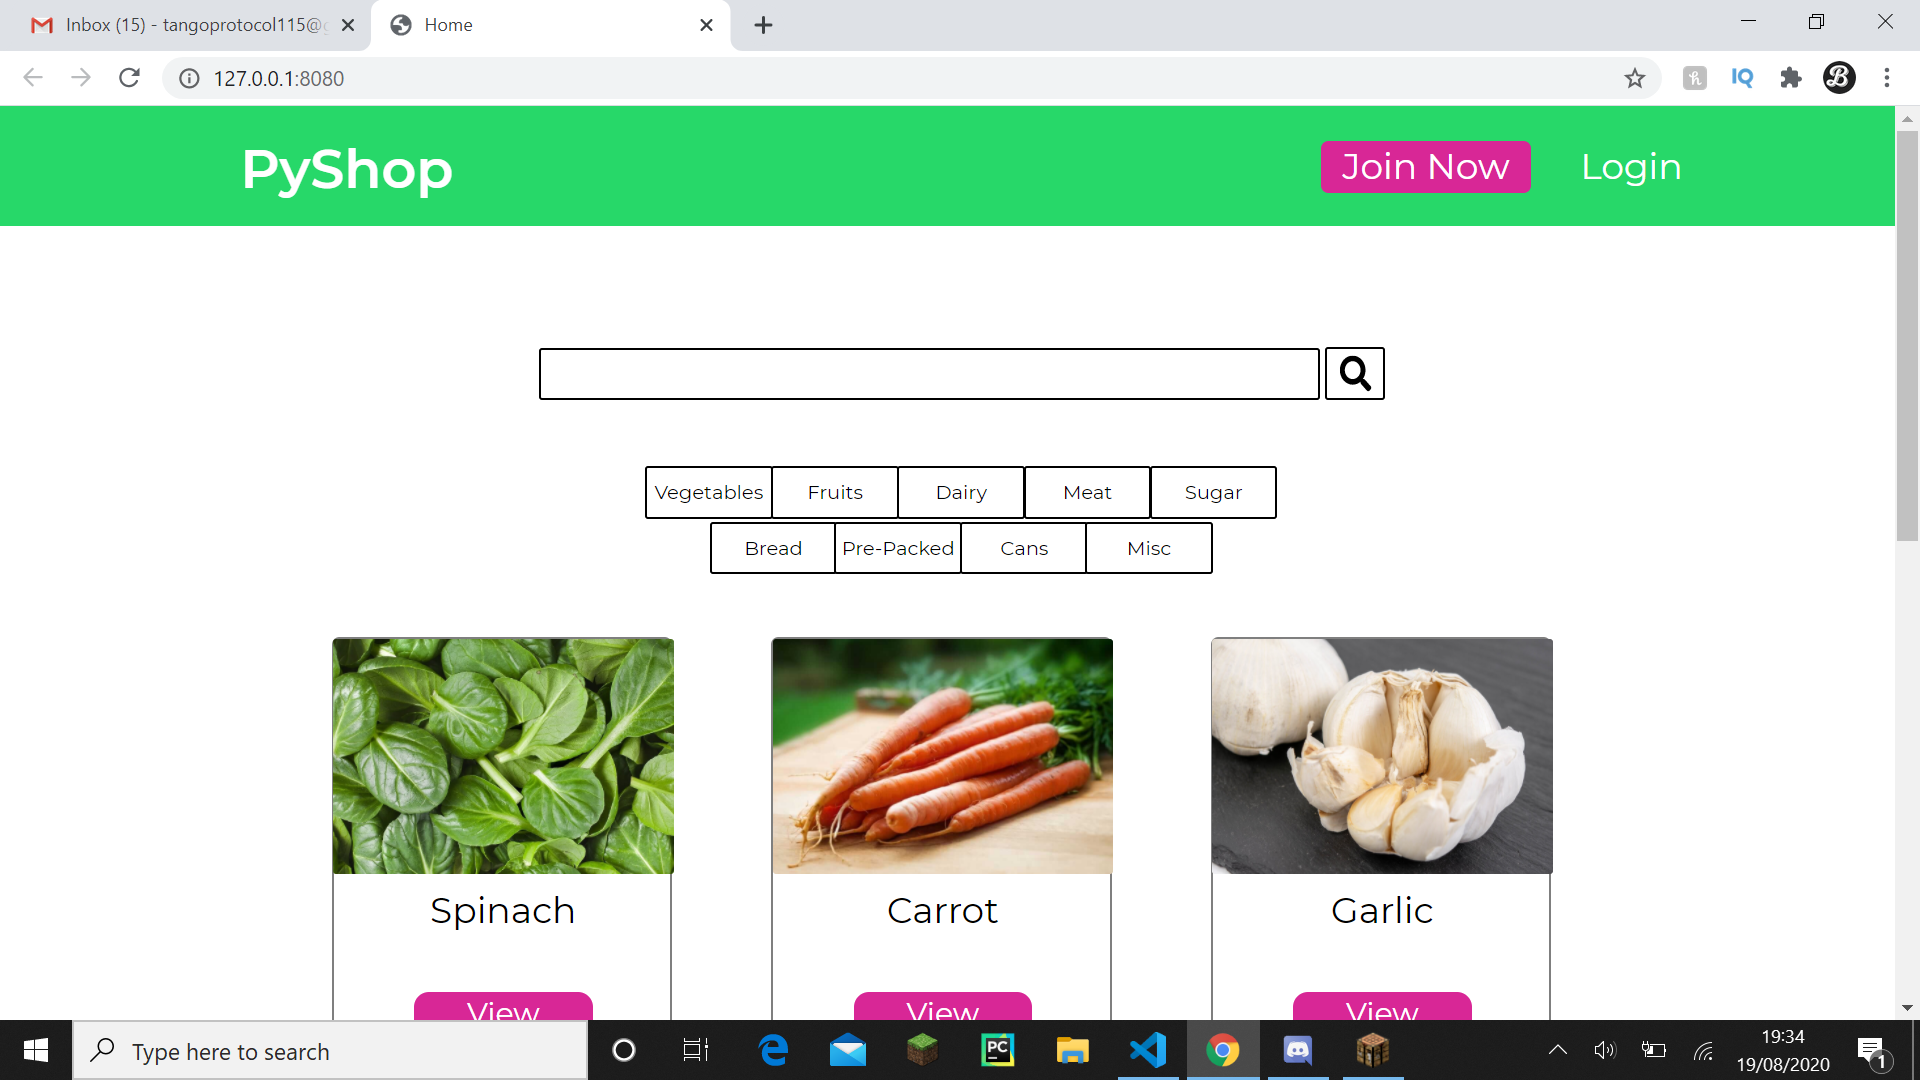 Inbox (15) - tangoprotocol115@
Home
127.0.0.1:8080
IQ
B
PyShop
Join Now
Login
Vegetables
Fruits
Dairy
Meat
Sugar
Bread
Pre-Packed
Cans
Misc
Spinach
Carrot
Garlic
View
View
View
Type here to search
PC
19:34
19/08/2020
1